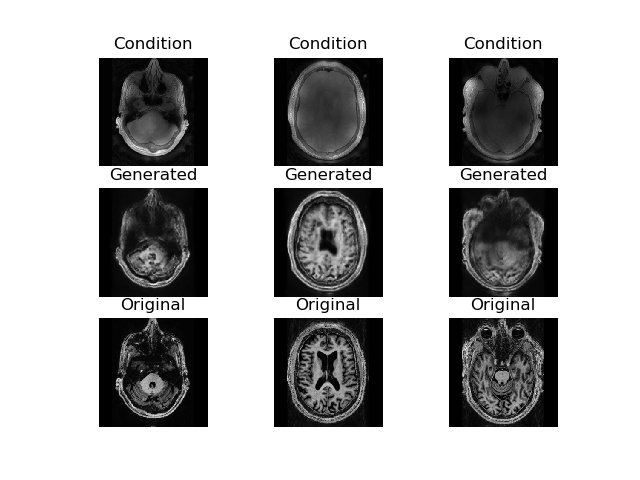 Condition Condition Condition
Generated Generated Generated
Original Original Original